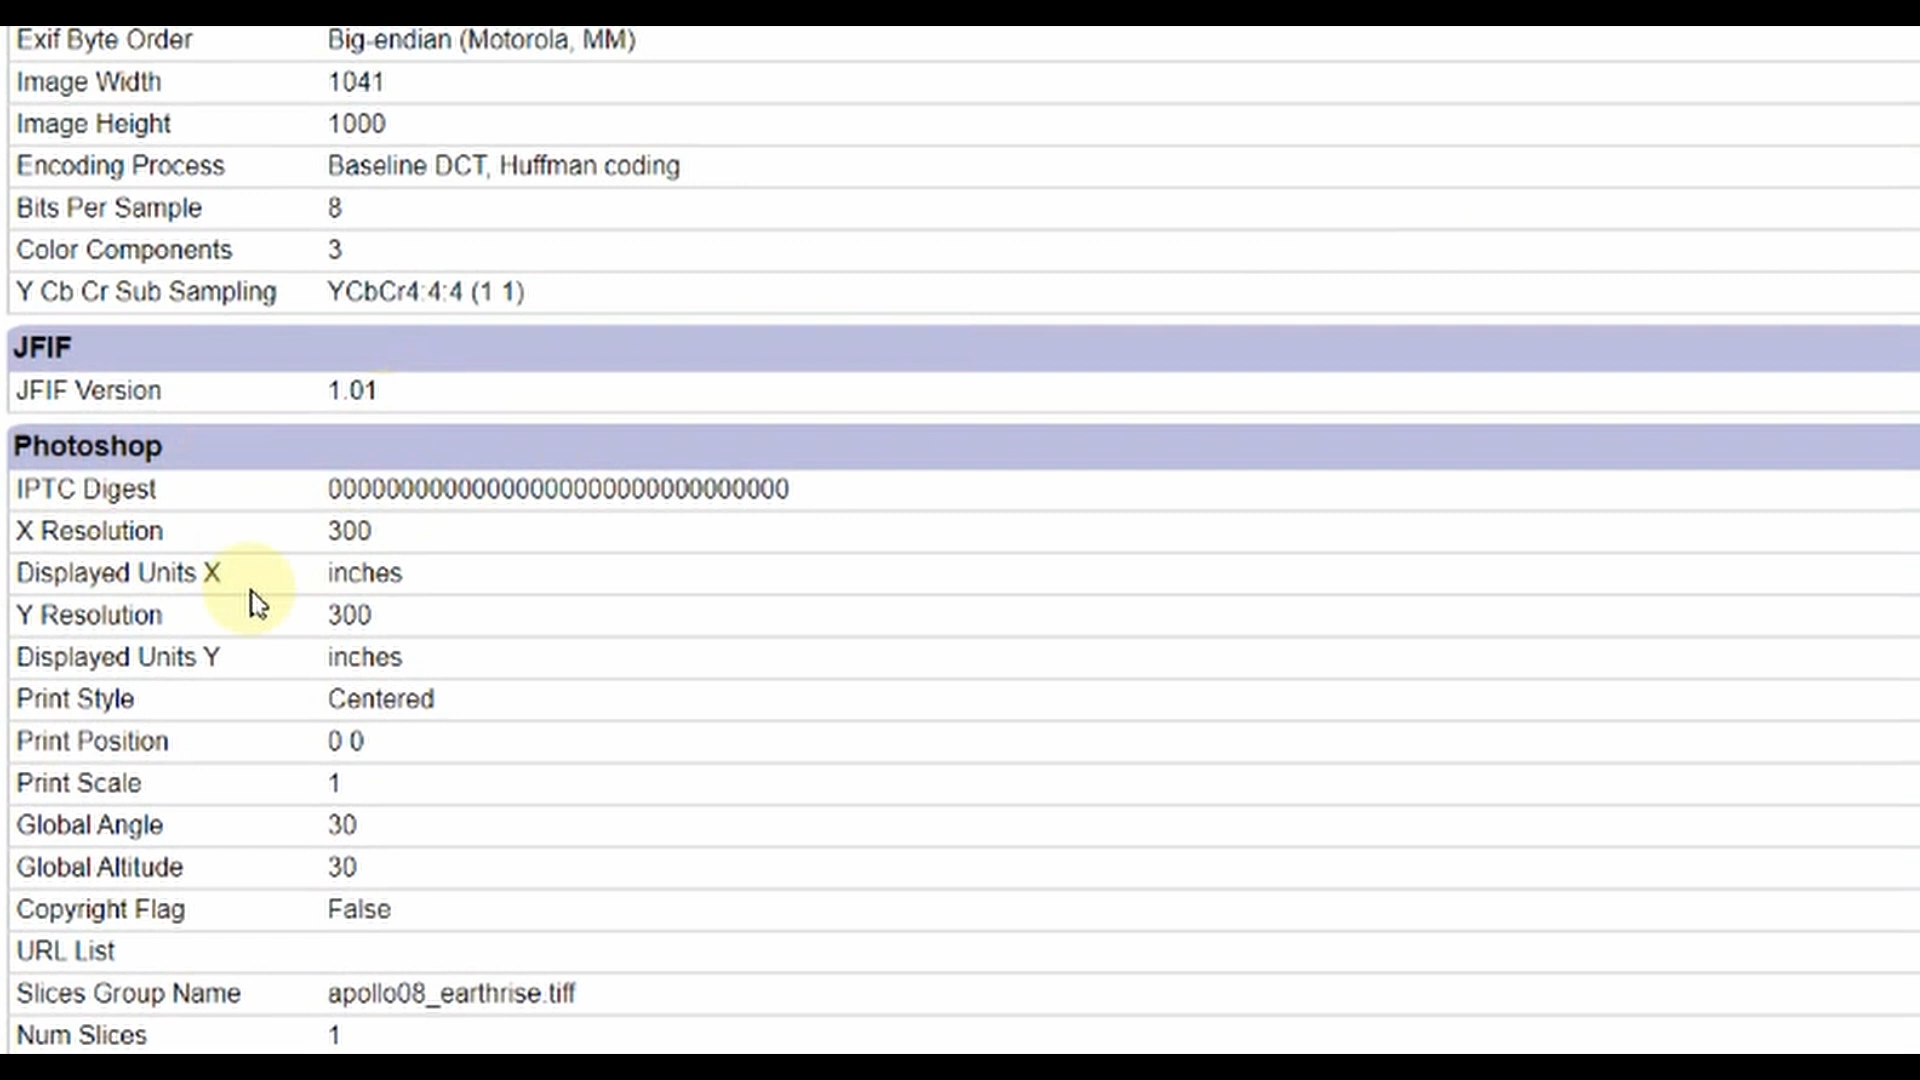 Exif Byte Order Big-endian (Motorola, MM)
Image Width 1041
Image Height 1000
Encoding Process Baseline DCT, Huffman coding
Bits Per Sample 8
Color Components 3
Y Cb Cr Sub Sampling YCbCr4:4:4 (1 1)
JFIF
JFIF Version 1.01
Photoshop
IPTC Digest 00000000000000000000000000000000
X Resolution 300
Displayed Units X inches
Y Resolution 300
Displayed Units Y inches
Print Style Centered
Print Position 0 0
Print Scale 1
Global Angle 30
Global Altitude 30
Copyright Flag False
URL List
Slices Group Name apollo08_earthrise.tiff
Num Slices 1